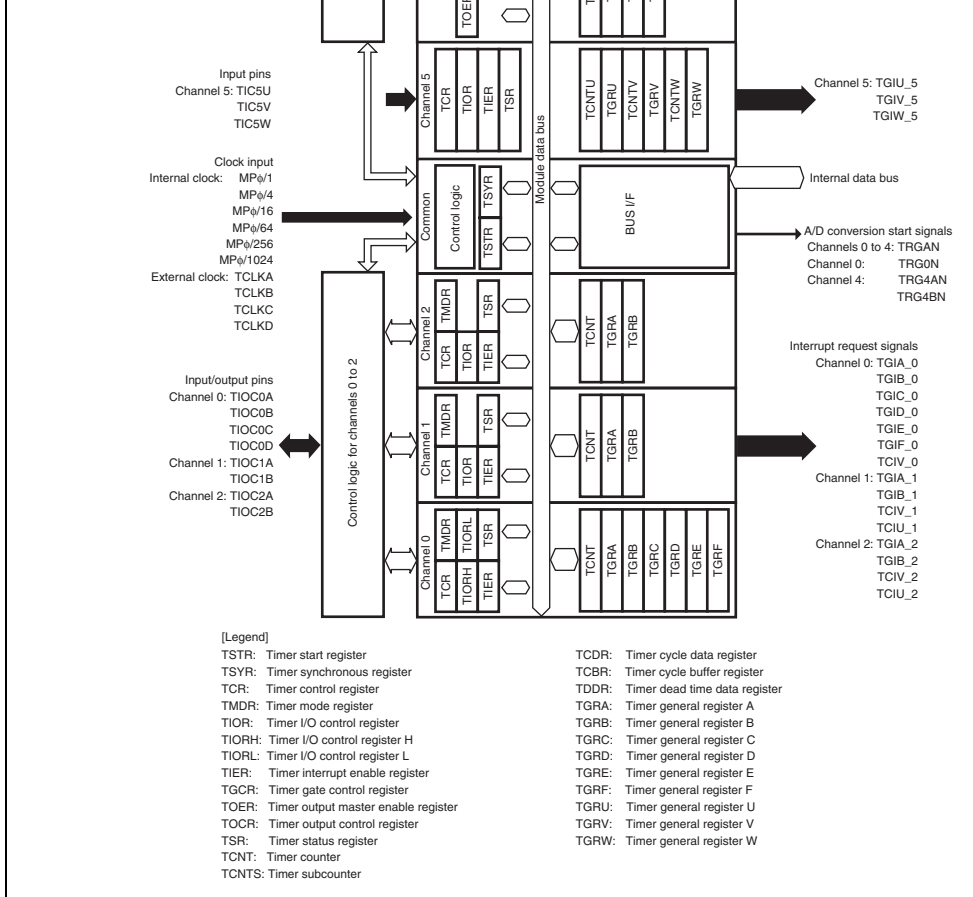 TOER
Input pins
Channel 5: TIC5U
TIC5V
TIC5W
Channel 5
TCR
TIOR
TIER
TSR
TCNTU
TGRU
TCNTV
TGRV
TCNTW
TGRW
Channel 5: TGIU_5
TGIV_5
TGIW_5
Module data bus
Clock input
Internal clock: MPϕ/1
MPϕ/4
MPϕ/16
MPϕ/64
MPϕ/256
MPϕ/1024
External clock: TCLKA
TCLKB
TCLKC
TCLKD
Common
Control logic
TSYR
TSTR
BUS I/F
Internal data bus
A/D conversion start signals
Channels 0 to 4: TRGAN
Channel 0: TRG0N
Channel 4: TRG4AN
TRG4BN
Control logic for channels 0 to 2
Channel 2
TMDR
TSR
TCR
TIOR
TIER
TCNT
TGRA
TGRB
Input/output pins
Channel 0: TIOC0A
TIOC0B
TIOC0C
TIOC0D
Channel 1: TIOC1A
TIOC1B
Channel 2: TIOC2A
TIOC2B
Channel 1
TMDR
TSR
TCR
TIOR
TIER
TCNT
TGRA
TGRB
Interrupt request signals
Channel 0: TGIA_0
TGIB_0
TGIC_0
TGID_0
TGIE_0
TGIF_0
TCIV_0
Channel 1: TGIA_1
TGIB_1
TCIV_1
TCIU_1
Channel 2: TGIA_2
TGIB_2
TCIV_2
TCIU_2
Channel 0
TMDR
TIORL
TSR
TCR
TIORH
TIER
TCNT
TGRA
TGRB
TGRC
TGRD
TGRE
TGRF
[Legend]
TSTR: Timer start register
TSYR: Timer synchronous register
TCR: Timer control register
TMDR: Timer mode register
TIOR: Timer I/O control register
TIORH: Timer I/O control register H
TIORL: Timer I/O control register L
TIER: Timer interrupt enable register
TGCR: Timer gate control register
TOER: Timer output master enable register
TOCR: Timer output control register
TSR: Timer status register
TCNT: Timer counter
TCNTS: Timer subcounter
TCDR: Timer cycle data register
TCBR: Timer cycle buffer register
TDDR: Timer dead time data register
TGRA: Timer general register A
TGRB: Timer general register B
TGRC: Timer general register C
TGRD: Timer general register D
TGRE: Timer general register E
TGRF: Timer general register F
TGRU: Timer general register U
TGRV: Timer general register V
TGRW: Timer general register W